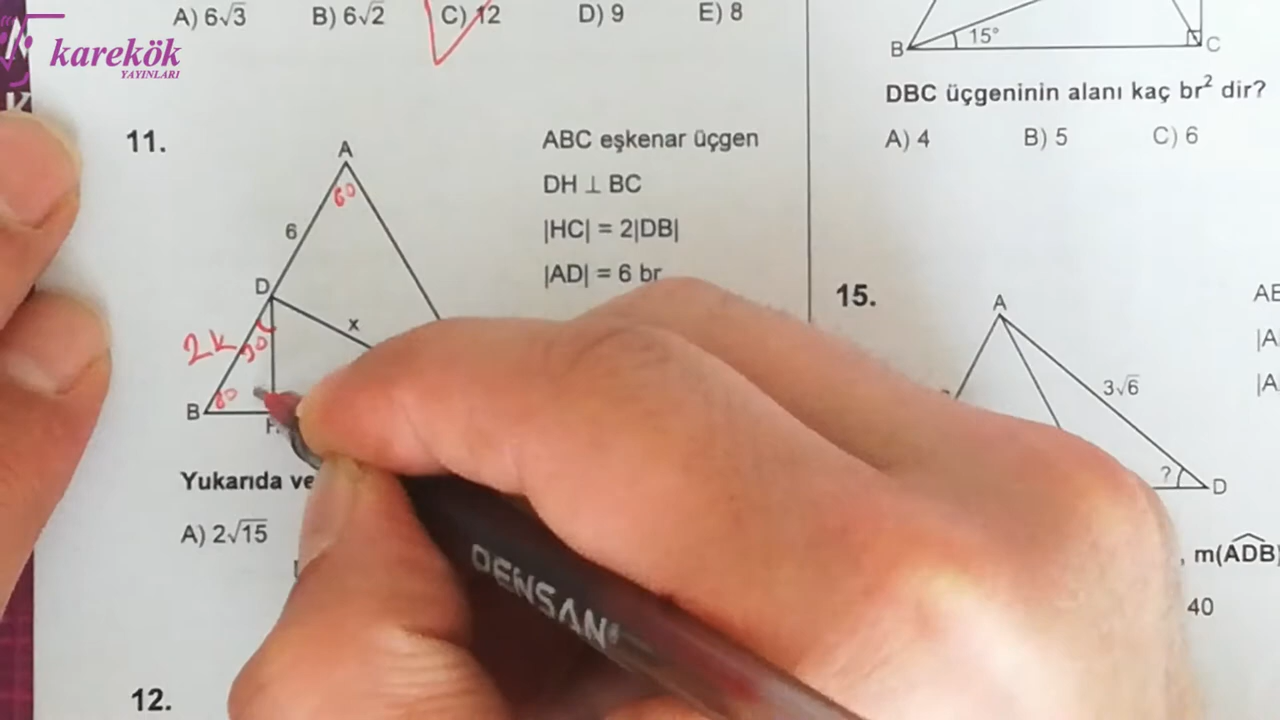 karekök
YAYINLARI
A) 6√3 B) 6√2 C) 12 D) 9 E) 8
B 15° C
DBC üçgeninin alanı kaç br² dir?
A) 4 B) 5 C) 6
11.
A
60
6
D
x
2k
30
B
60
ABC eşkenar üçgen
DH ⊥ BC
|HC| = 2|DB|
|AD| = 6 br
Yukarıda
A) 2√15
12.
15.
A
3√6
?
D
, m(ADB)
40